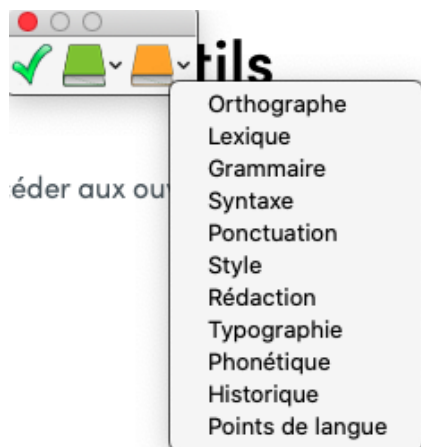 tils
Orthographe
Lexique
Grammaire
éder aux ou
Syntaxe
Ponctuation
Style
Rédaction
Typographie
Phonétique
Historique
Points de langue